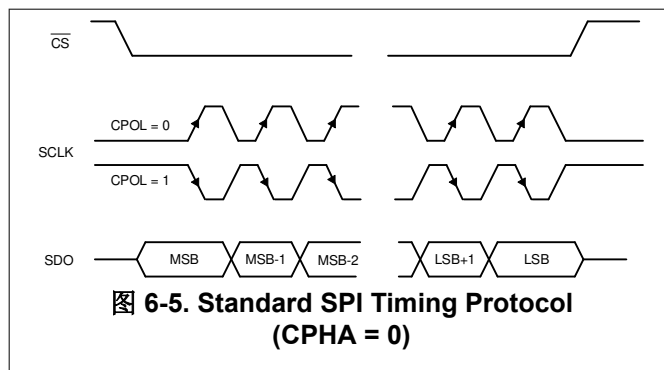 CS
CPOL = 0
SCLK
CPOL = 1
SDO
MSB
MSB-1
MSB-2
LSB+1
LSB
图 6-5. Standard SPI Timing Protocol
(CPHA = 0)